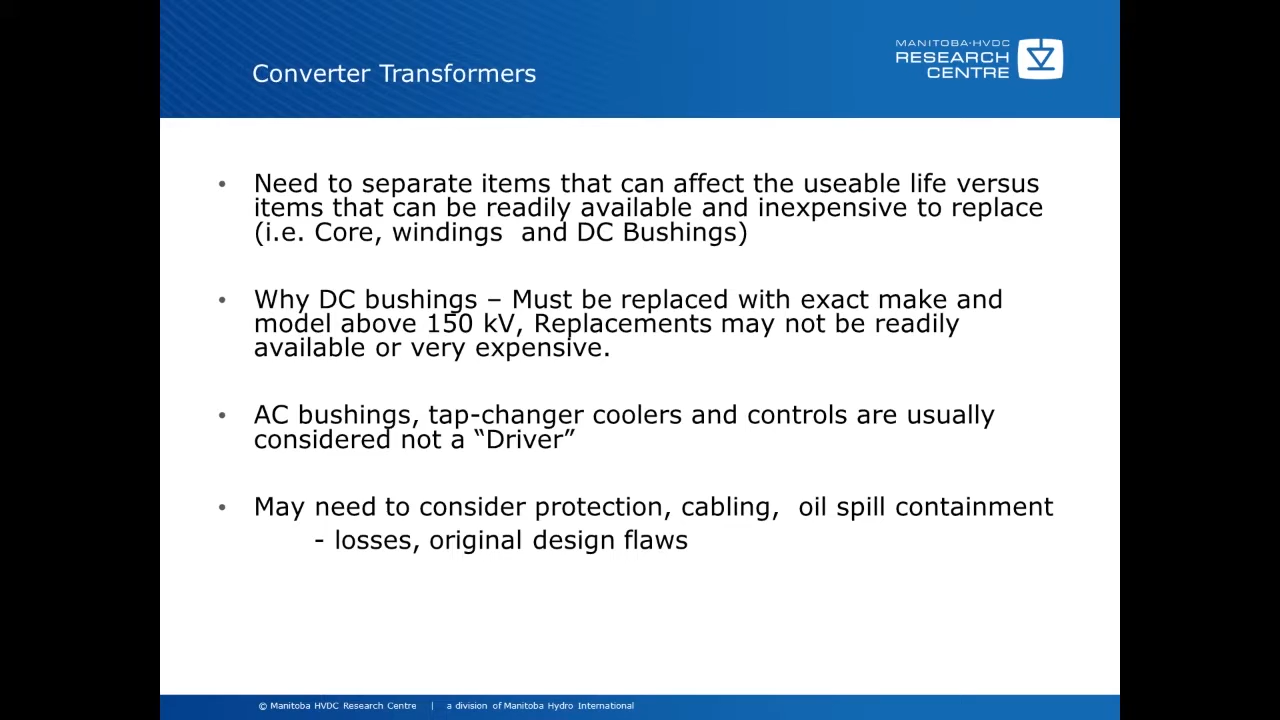 Converter Transformers
MANITOBA·HVDC
RESEARCH
CENTRE
• Need to separate items that can affect the useable life versus
items that can be readily available and inexpensive to replace
(i.e. Core, windings  and DC Bushings)
• Why DC bushings – Must be replaced with exact make and
model above 150 kV, Replacements may not be readily
available or very expensive.
• AC bushings, tap-changer coolers and controls are usually
considered not a “Driver”
• May need to consider protection, cabling,  oil spill containment
- losses, original design flaws
© Manitoba HVDC Research Centre | a division of Manitoba Hydro International